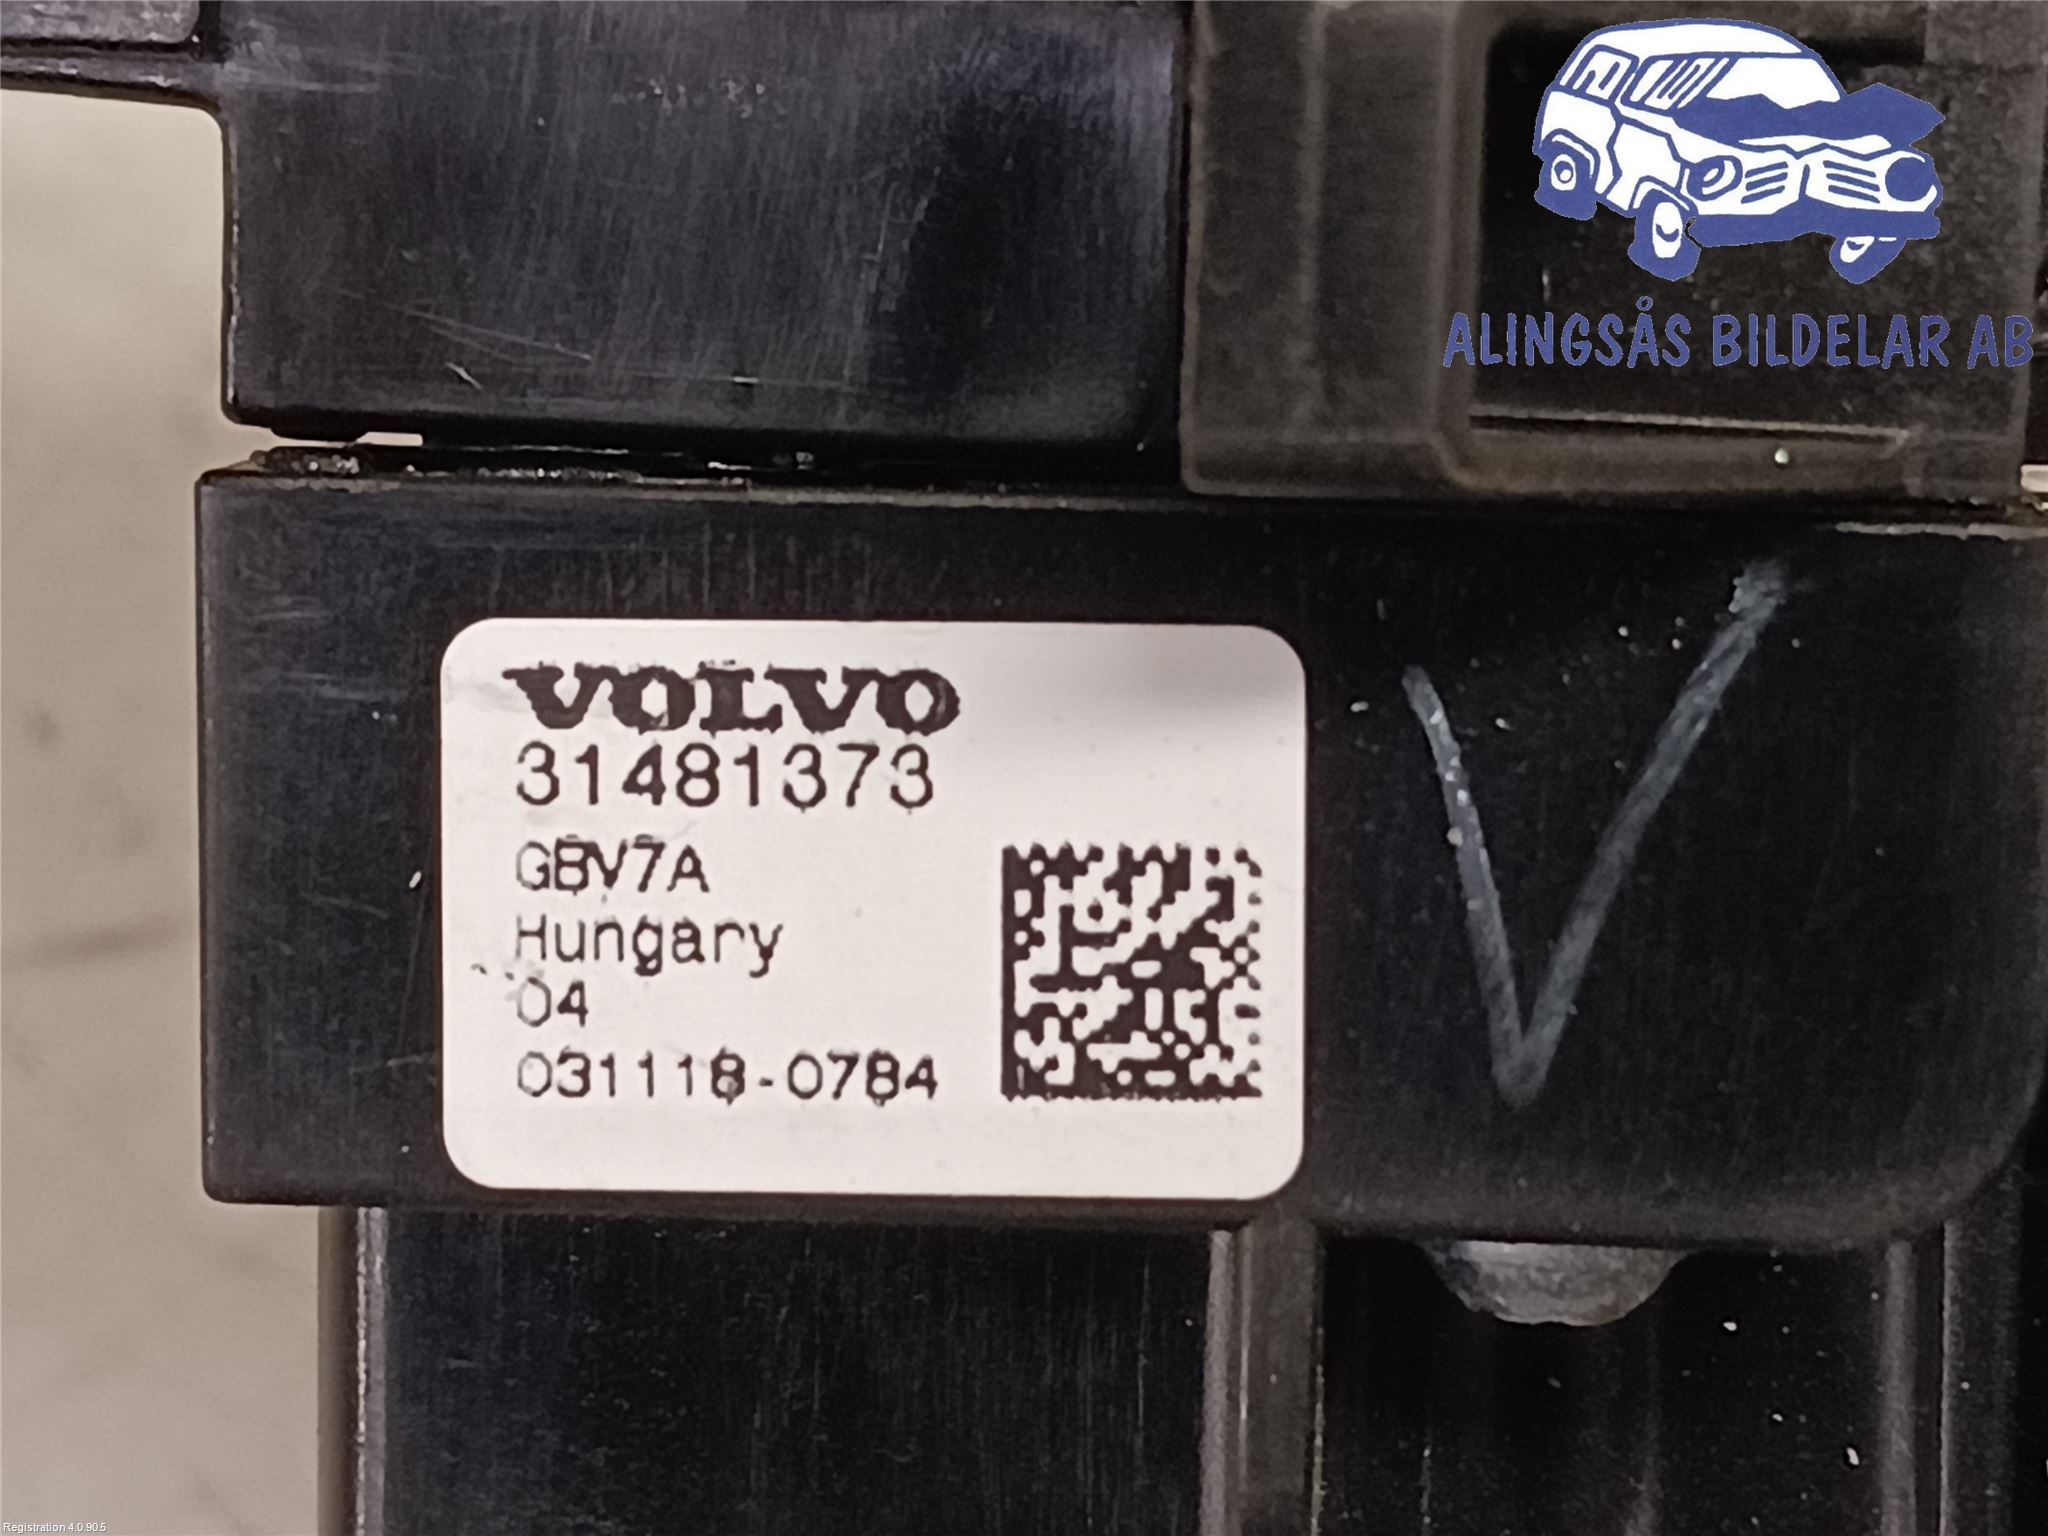 ALINGSÅS BILDELAR AB
VOLVO
31481373
GBV7A
Hungary
04
031118-0784
V
Registration 4.0.90.5